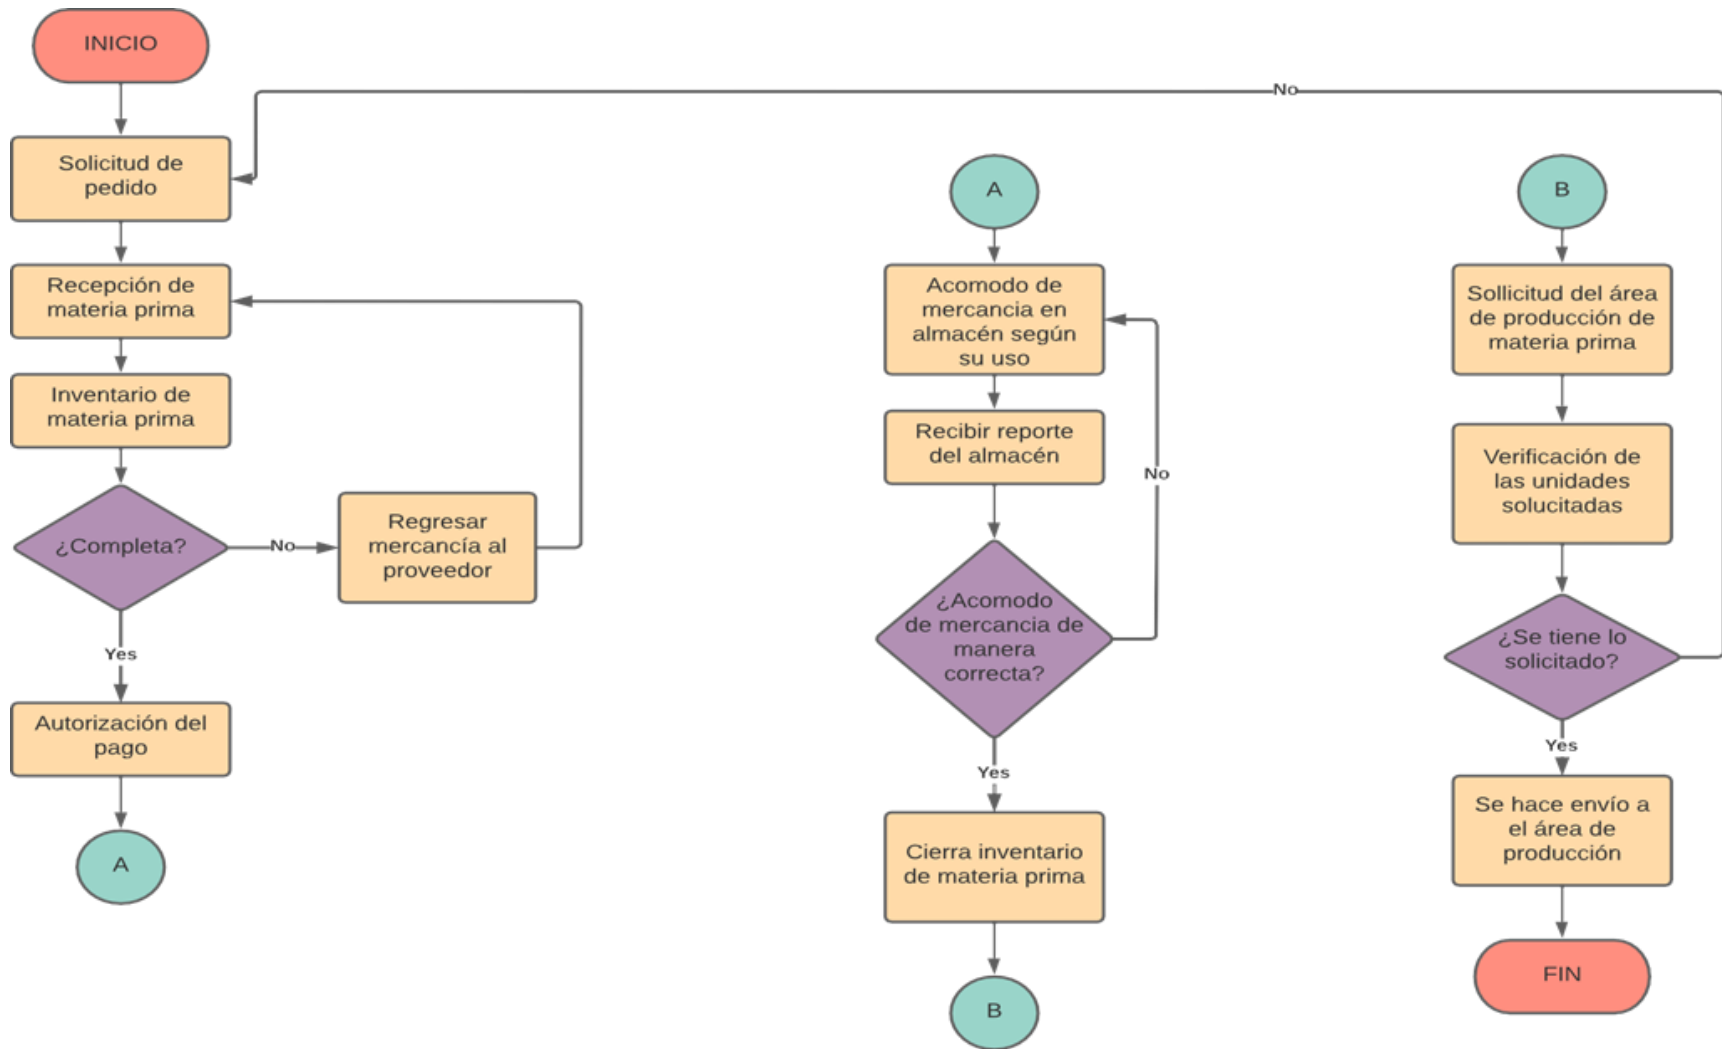 INICIO
Solicitud de
pedido
Recepción de
materia prima
Inventario de
materia prima
¿Completa?
No
Regresar
mercancía al
proveedor
Yes
Autorización del
pago
A
A
Acomodo de
mercancia en
almacén según
su uso
Recibir reporte
del almacén
No
¿Acomodo
de mercancia de
manera
correcta?
Yes
Cierra inventario
de materia prima
B
No
B
Sollicitud del área
de producción de
materia prima
Verificación de
las unidades
solucitadas
¿Se tiene lo
solicitado?
Yes
Se hace envío a
el área de
producción
FIN